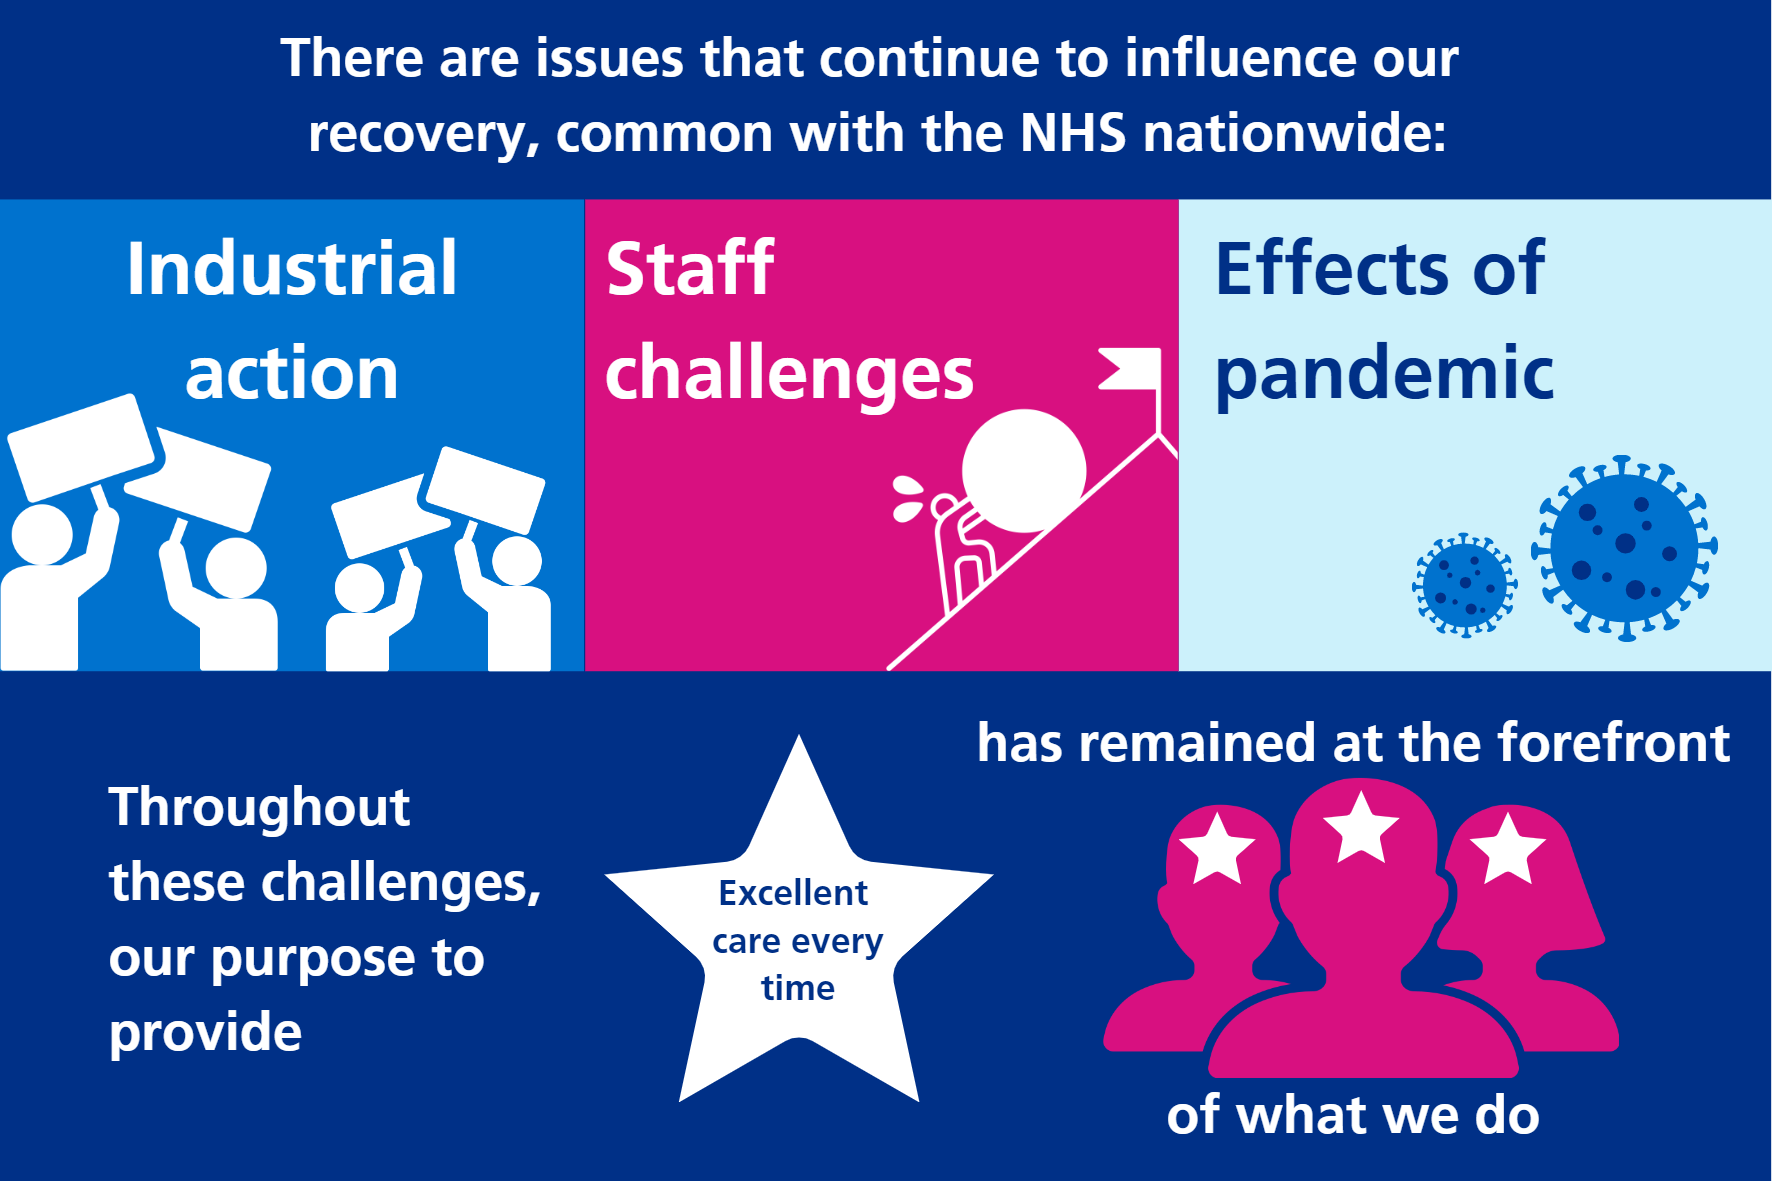 There are issues that continue to influence our
recovery, common with the NHS nationwide:
Industrial
action
Staff
challenges
Effects of
pandemic
Throughout
these challenges,
our purpose to
provide
Excellent
care every
time
has remained at the forefront
of what we do